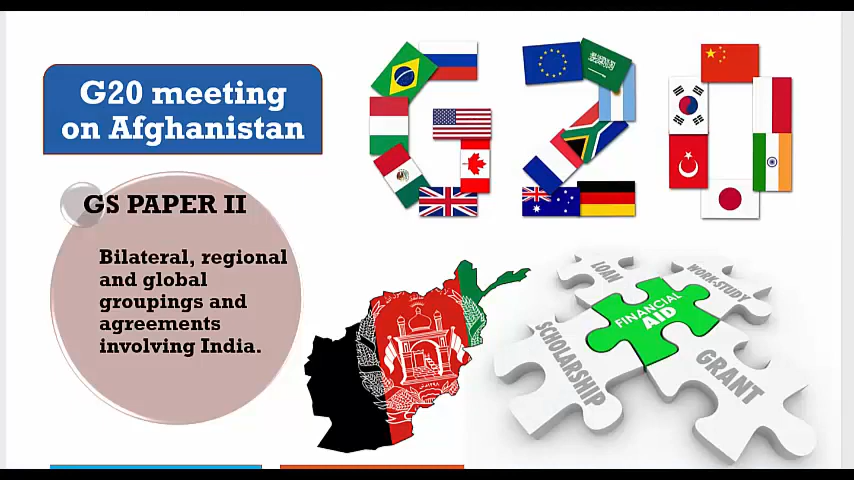 G20 meeting
on Afghanistan
GS PAPER II
Bilateral, regional
and global
groupings and
agreements
involving India.
G20
LOAN
WORK-STUDY
FINANCIAL
AID
SCHOLARSHIP
GRANT